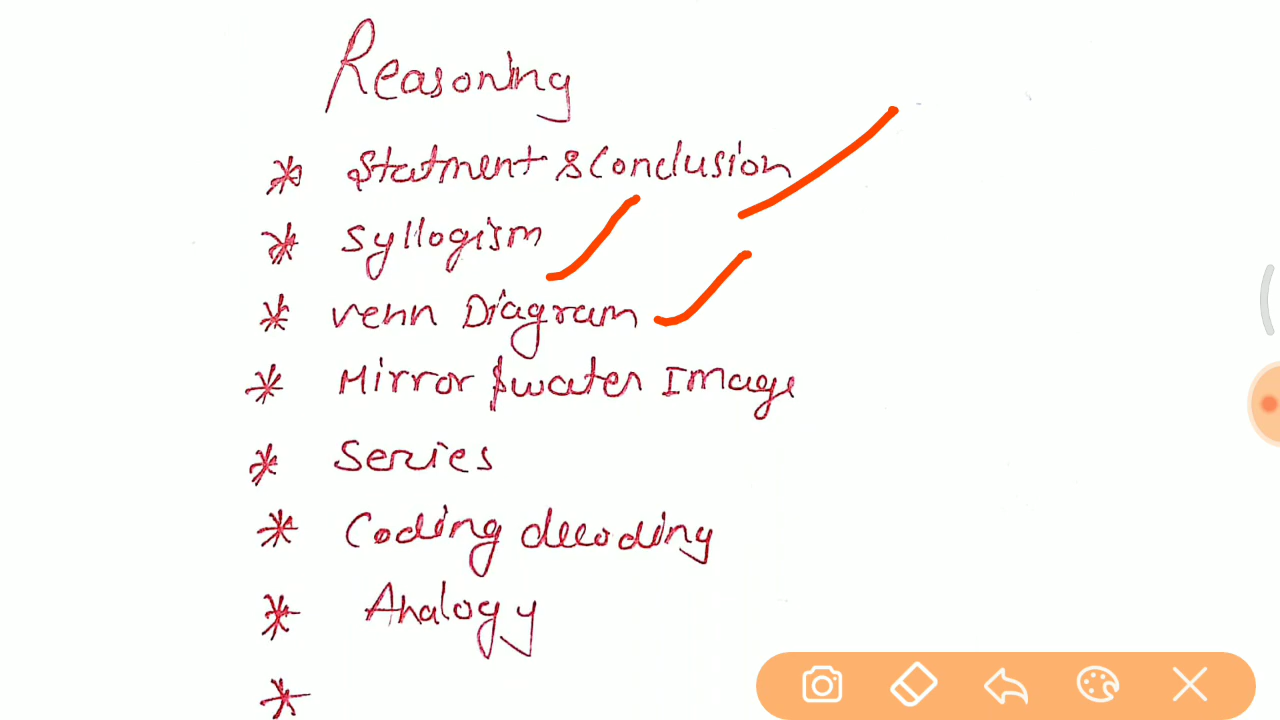 Reasoning
* Statment & Conclusion
* Syllogism
* Venn Diagram
* Mirror & water Image
* Series
* Coding decoding
* Analogy
*